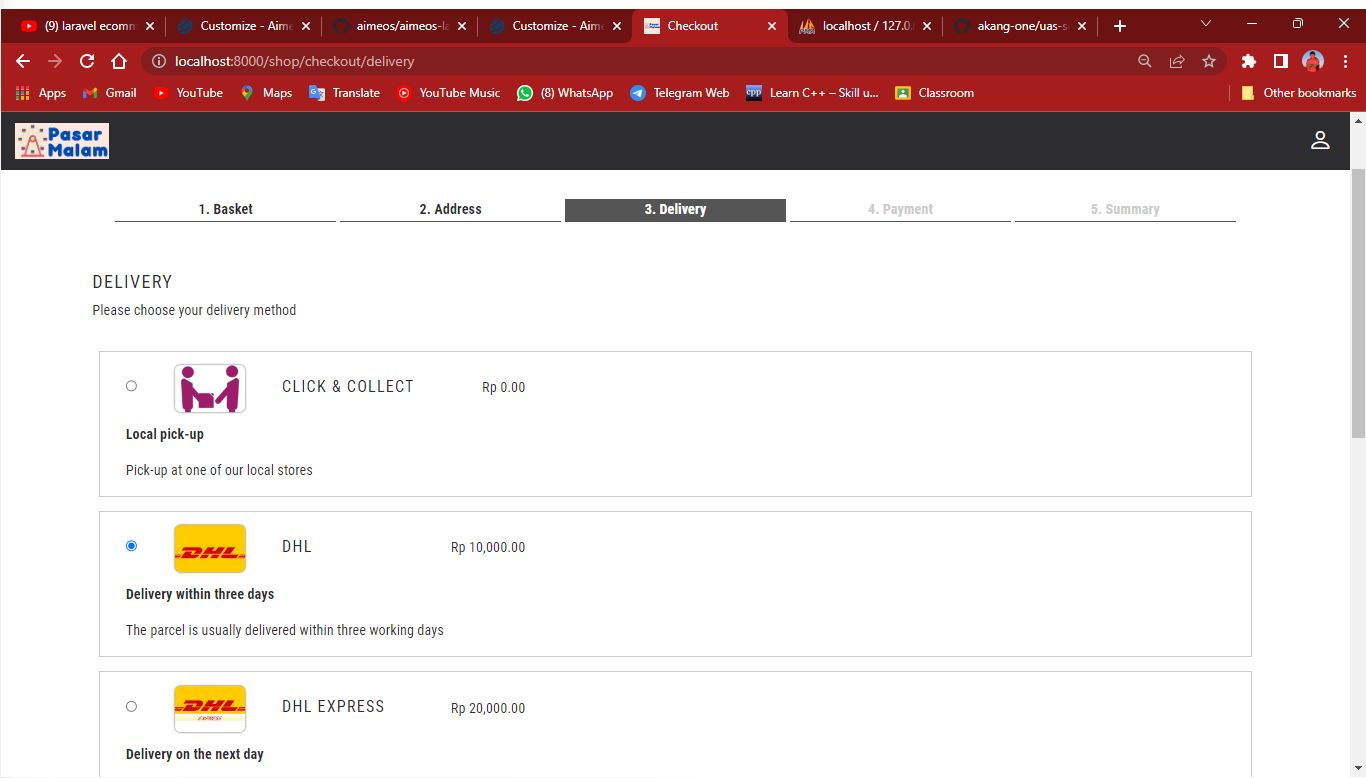 (9) laravel ecomm
Customize - Aime
aimeos/aimeos-la
Customize - Aime
Checkout
localhost / 127.0.
akang-one/uas-s
localhost:8000/shop/checkout/delivery
Apps
Gmail
YouTube
Maps
Translate
YouTube Music
(8) WhatsApp
Telegram Web
Learn C++ – Skill u...
Classroom
Other bookmarks
Pasar
Malam
1. Basket
2. Address
3. Delivery
4. Payment
5. Summary
DELIVERY
Please choose your delivery method
CLICK & COLLECT
Rp 0.00
Local pick-up
Pick-up at one of our local stores
DHL
DHL
Rp 10,000.00
Delivery within three days
The parcel is usually delivered within three working days
DHL
EXPRESS
DHL EXPRESS
Rp 20,000.00
Delivery on the next day